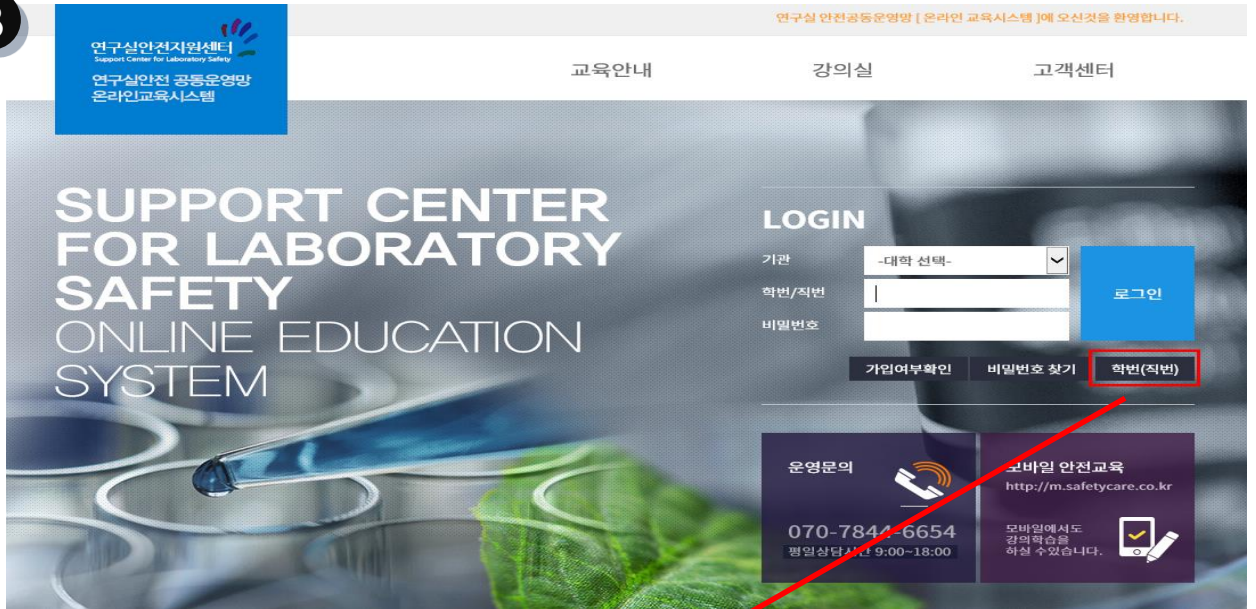 연구실 안전공동운영망 [ 온라인 교육시스템 ]에 오신것을 환영합니다.
연구실안전지원센터
Support Center for Laboratory Safety
연구실안전 공동운영망
온라인교육시스템
교육안내
강의실
고객센터
SUPPORT CENTER
FOR LABORATORY
SAFETY
ONLINE EDUCATION
SYSTEM
LOGIN
기관
-대학 선택-
학번/직번
비밀번호
로그인
가입여부확인
비밀번호 찾기
학번(직번)
운영문의
070-7844-6654
평일상담시간 9:00~18:00
모바일 안전교육
http://m.safetycare.co.kr
모바일에서도
강의학습을
하실 수있습니다.